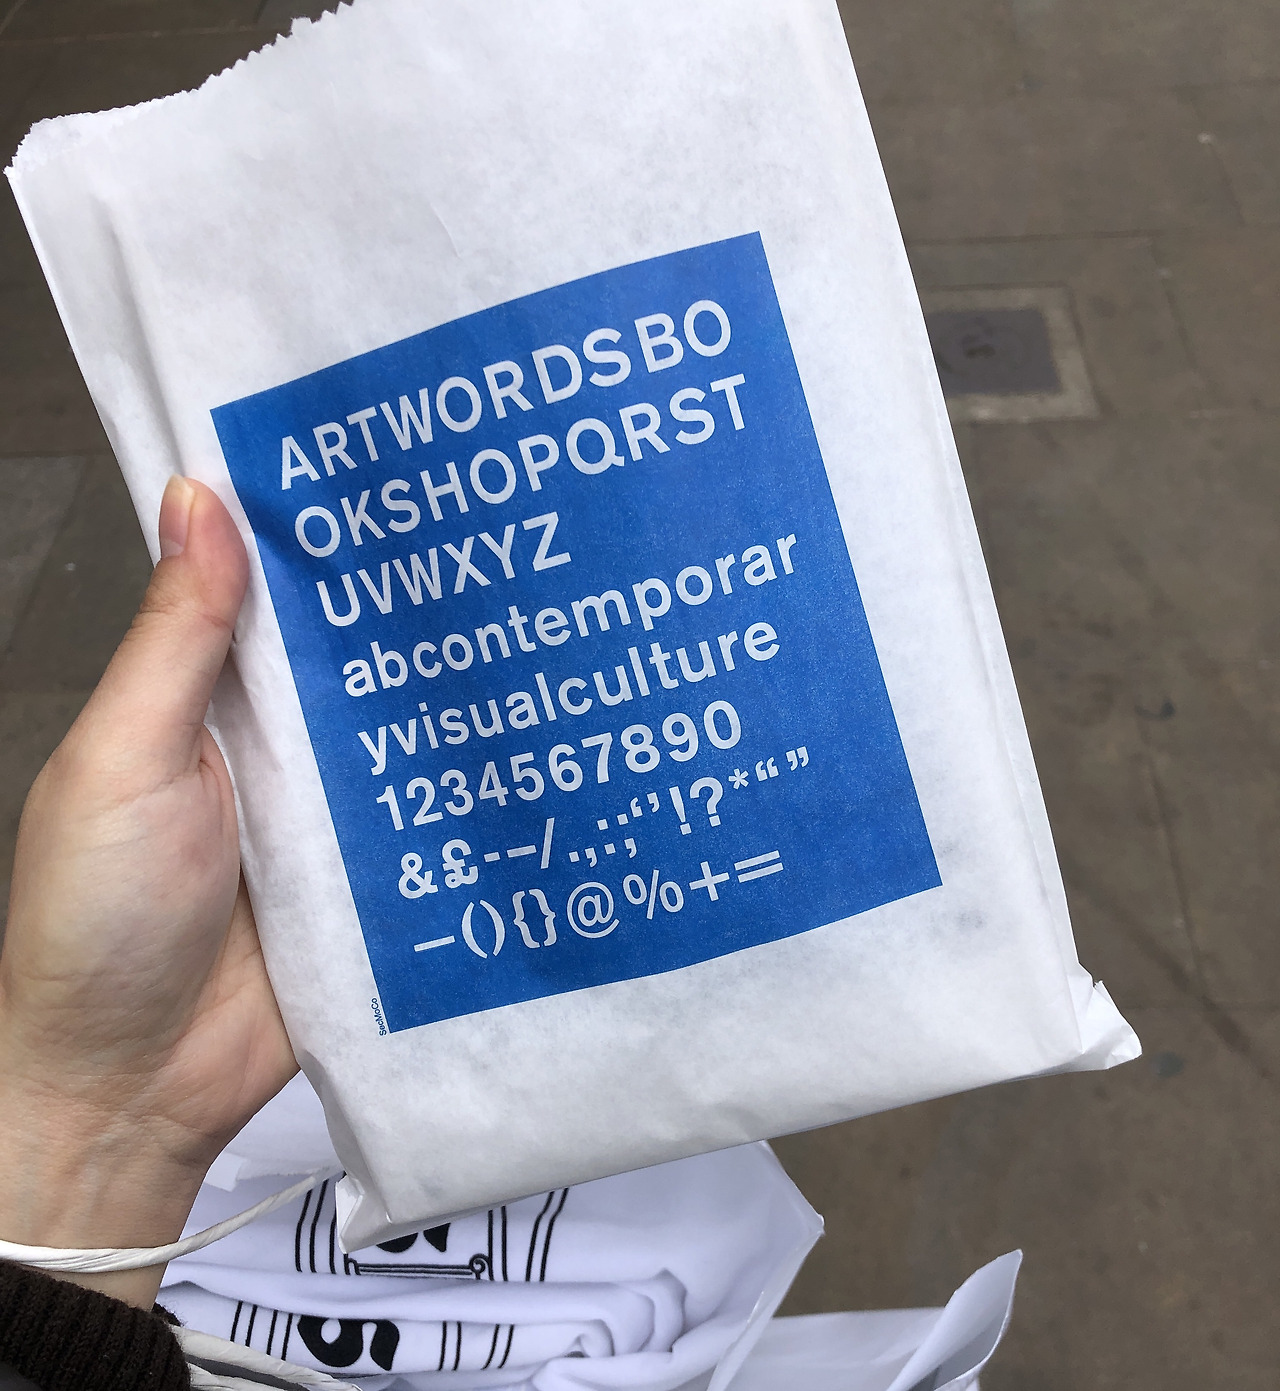 ARTWORDSBO
OKSHOPQRST
UVWXYZ
abcontemporar
yvisualculture
1234567890
&£-–/.,:;‘’!?*“”
—(){}@%+=
SecMoCo